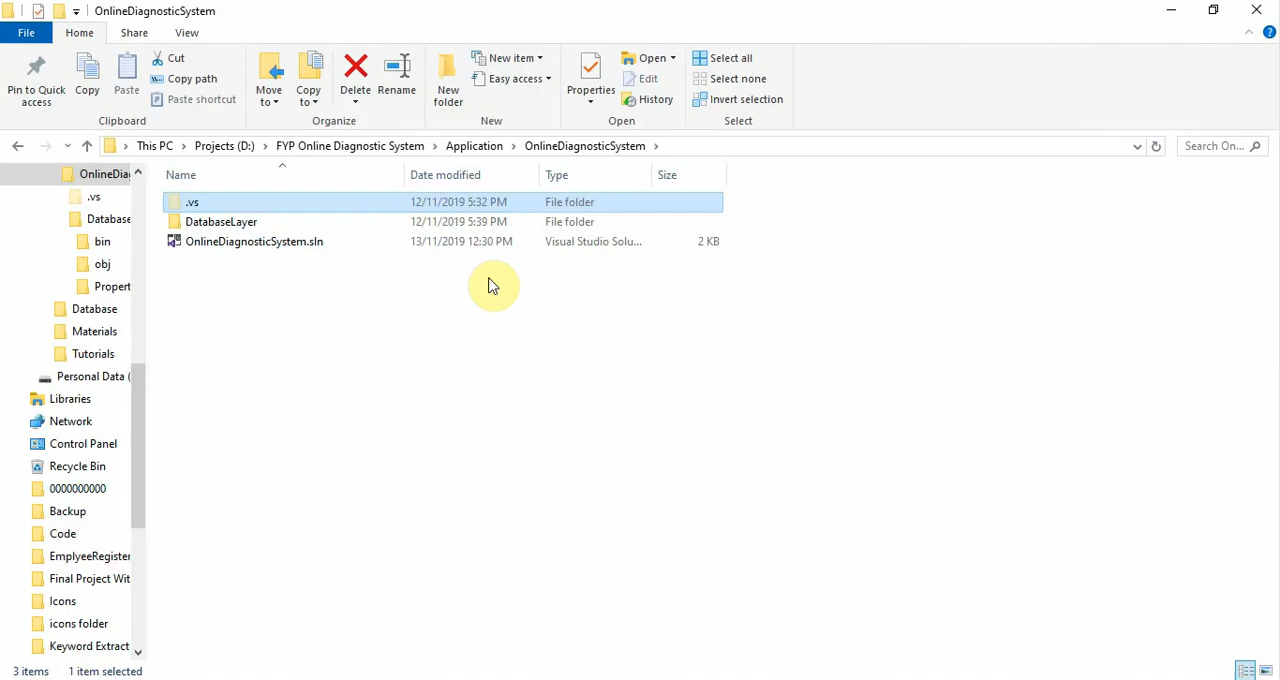 OnlineDiagnosticSystem
File Home Share View
Pin to Quick access
Copy
Paste
Cut
Copy path
Paste shortcut
Clipboard
Move to
Copy to
Delete
Rename
Organize
New folder
New item
Easy access
New
Properties
Open
Edit
History
Open
Select all
Select none
Invert selection
Select
This PC Projects (D:) FYP Online Diagnostic System Application OnlineDiagnosticSystem
Search On...
Name Date modified Type Size
.vs 12/11/2019 5:32 PM File folder
DatabaseLayer 12/11/2019 5:39 PM File folder
OnlineDiagnosticSystem.sln 13/11/2019 12:30 PM Visual Studio Solu... 2 KB
OnlineDia
.vs
Database
bin
obj
Propert
Database
Materials
Tutorials
Personal Data (
Libraries
Network
Control Panel
Recycle Bin
0000000000
Backup
Code
EmplyeeRegister
Final Project Wit
Icons
icons folder
Keyword Extract
3 items 1 item selected